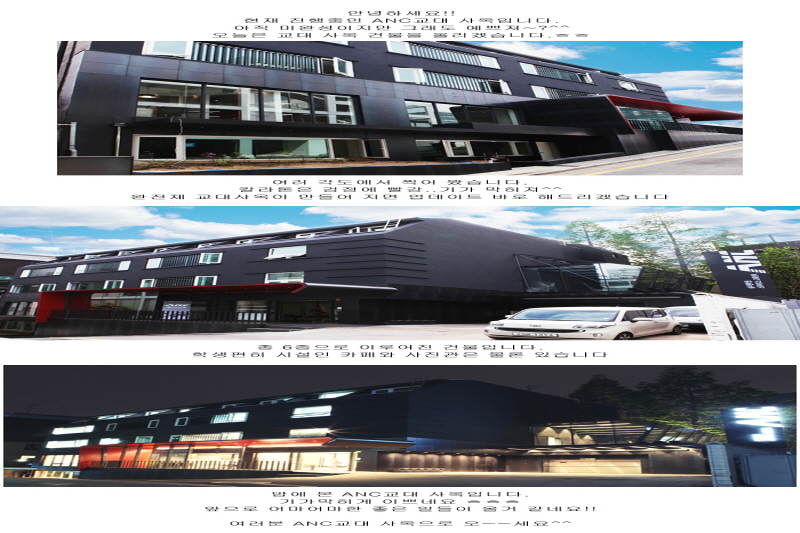 안녕하세요!!
현재 진행중인 ANC교대 사옥입니다.
아직 미완성이지만 그래도 예쁘져~?^^
오늘은 교대 사옥 건물을 올리겠습니다.ㅎㅎ
여러 각도에서 찍어 봤습니다.
칼라톤은 검정에 빨강..기가 막히져^^
완전체 교대사옥이 만들어 지면 업데이트 바로 해드리겠습니다
ANC
총 6층으로 이루어진 건물입니다.
학생편히 시설인 카페와 사진관은 물론 있습니다
밤에 본 ANC교대 사옥입니다.
기가막히게 이쁘네요 ㅎㅎㅎ
앞으로 어마어마한 좋은 일들이 올거 같네요!!
여러분 ANC교대 사옥으로 오~~세요^^